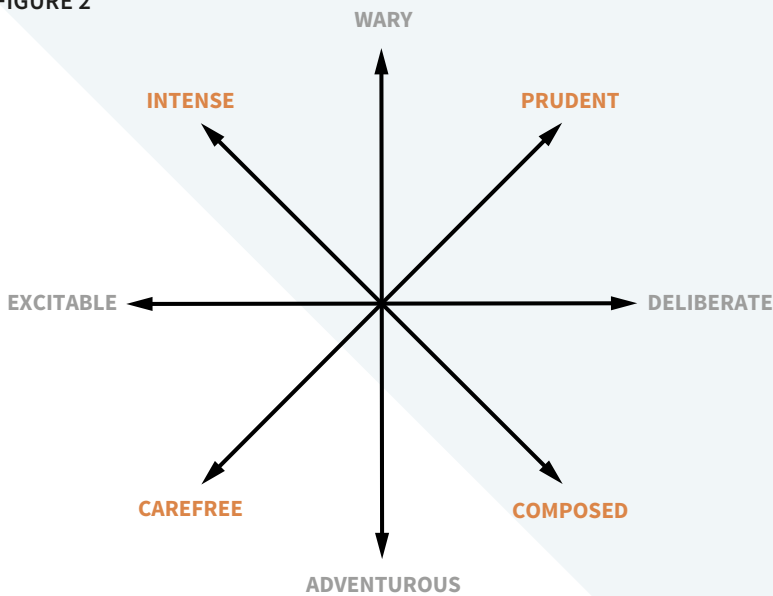 FIGURE 2
WARY
INTENSE
PRUDENT
EXCITABLE
DELIBERATE
CAREFREE
COMPOSED
ADVENTUROUS